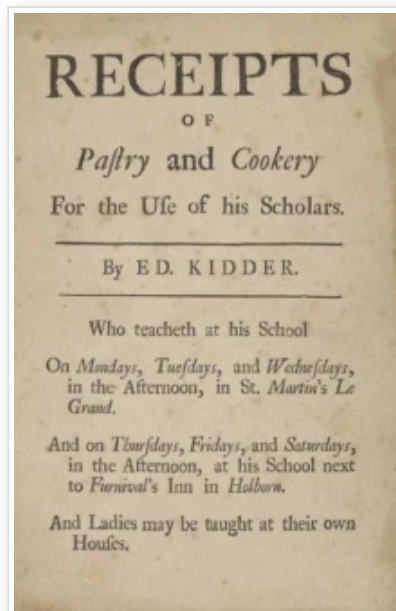 RECEIPTS
OF
Paſtry and Cookery
For the Uſe of his Scholars.
By ED. KIDDER.
Who teacheth at his School
On Mondays, Tueſdays, and Wedneſdays,
in the Afternoon, in St. Martin's Le
Grand.
And on Thurſdays, Fridays, and Saturdays,
in the Afternoon, at his School next
to Furnival's Inn in Holborn.
And Ladies may be taught at their own
Houſes.